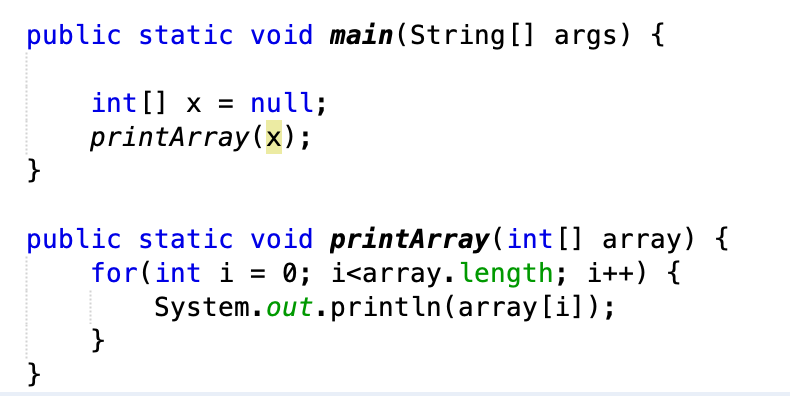 public static void main(String[] args) {
int[] x = null;
printArray(x);
}
public static void printArray(int[] array) {
for(int i = 0; i<array.length; i++) {
System.out.println(array[i]);
}
}